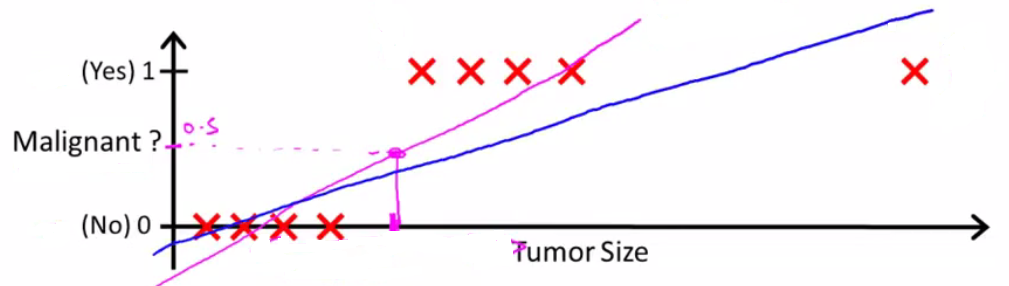 (Yes) 1
0.5
Malignant ?
(No) 0
Tumor Size